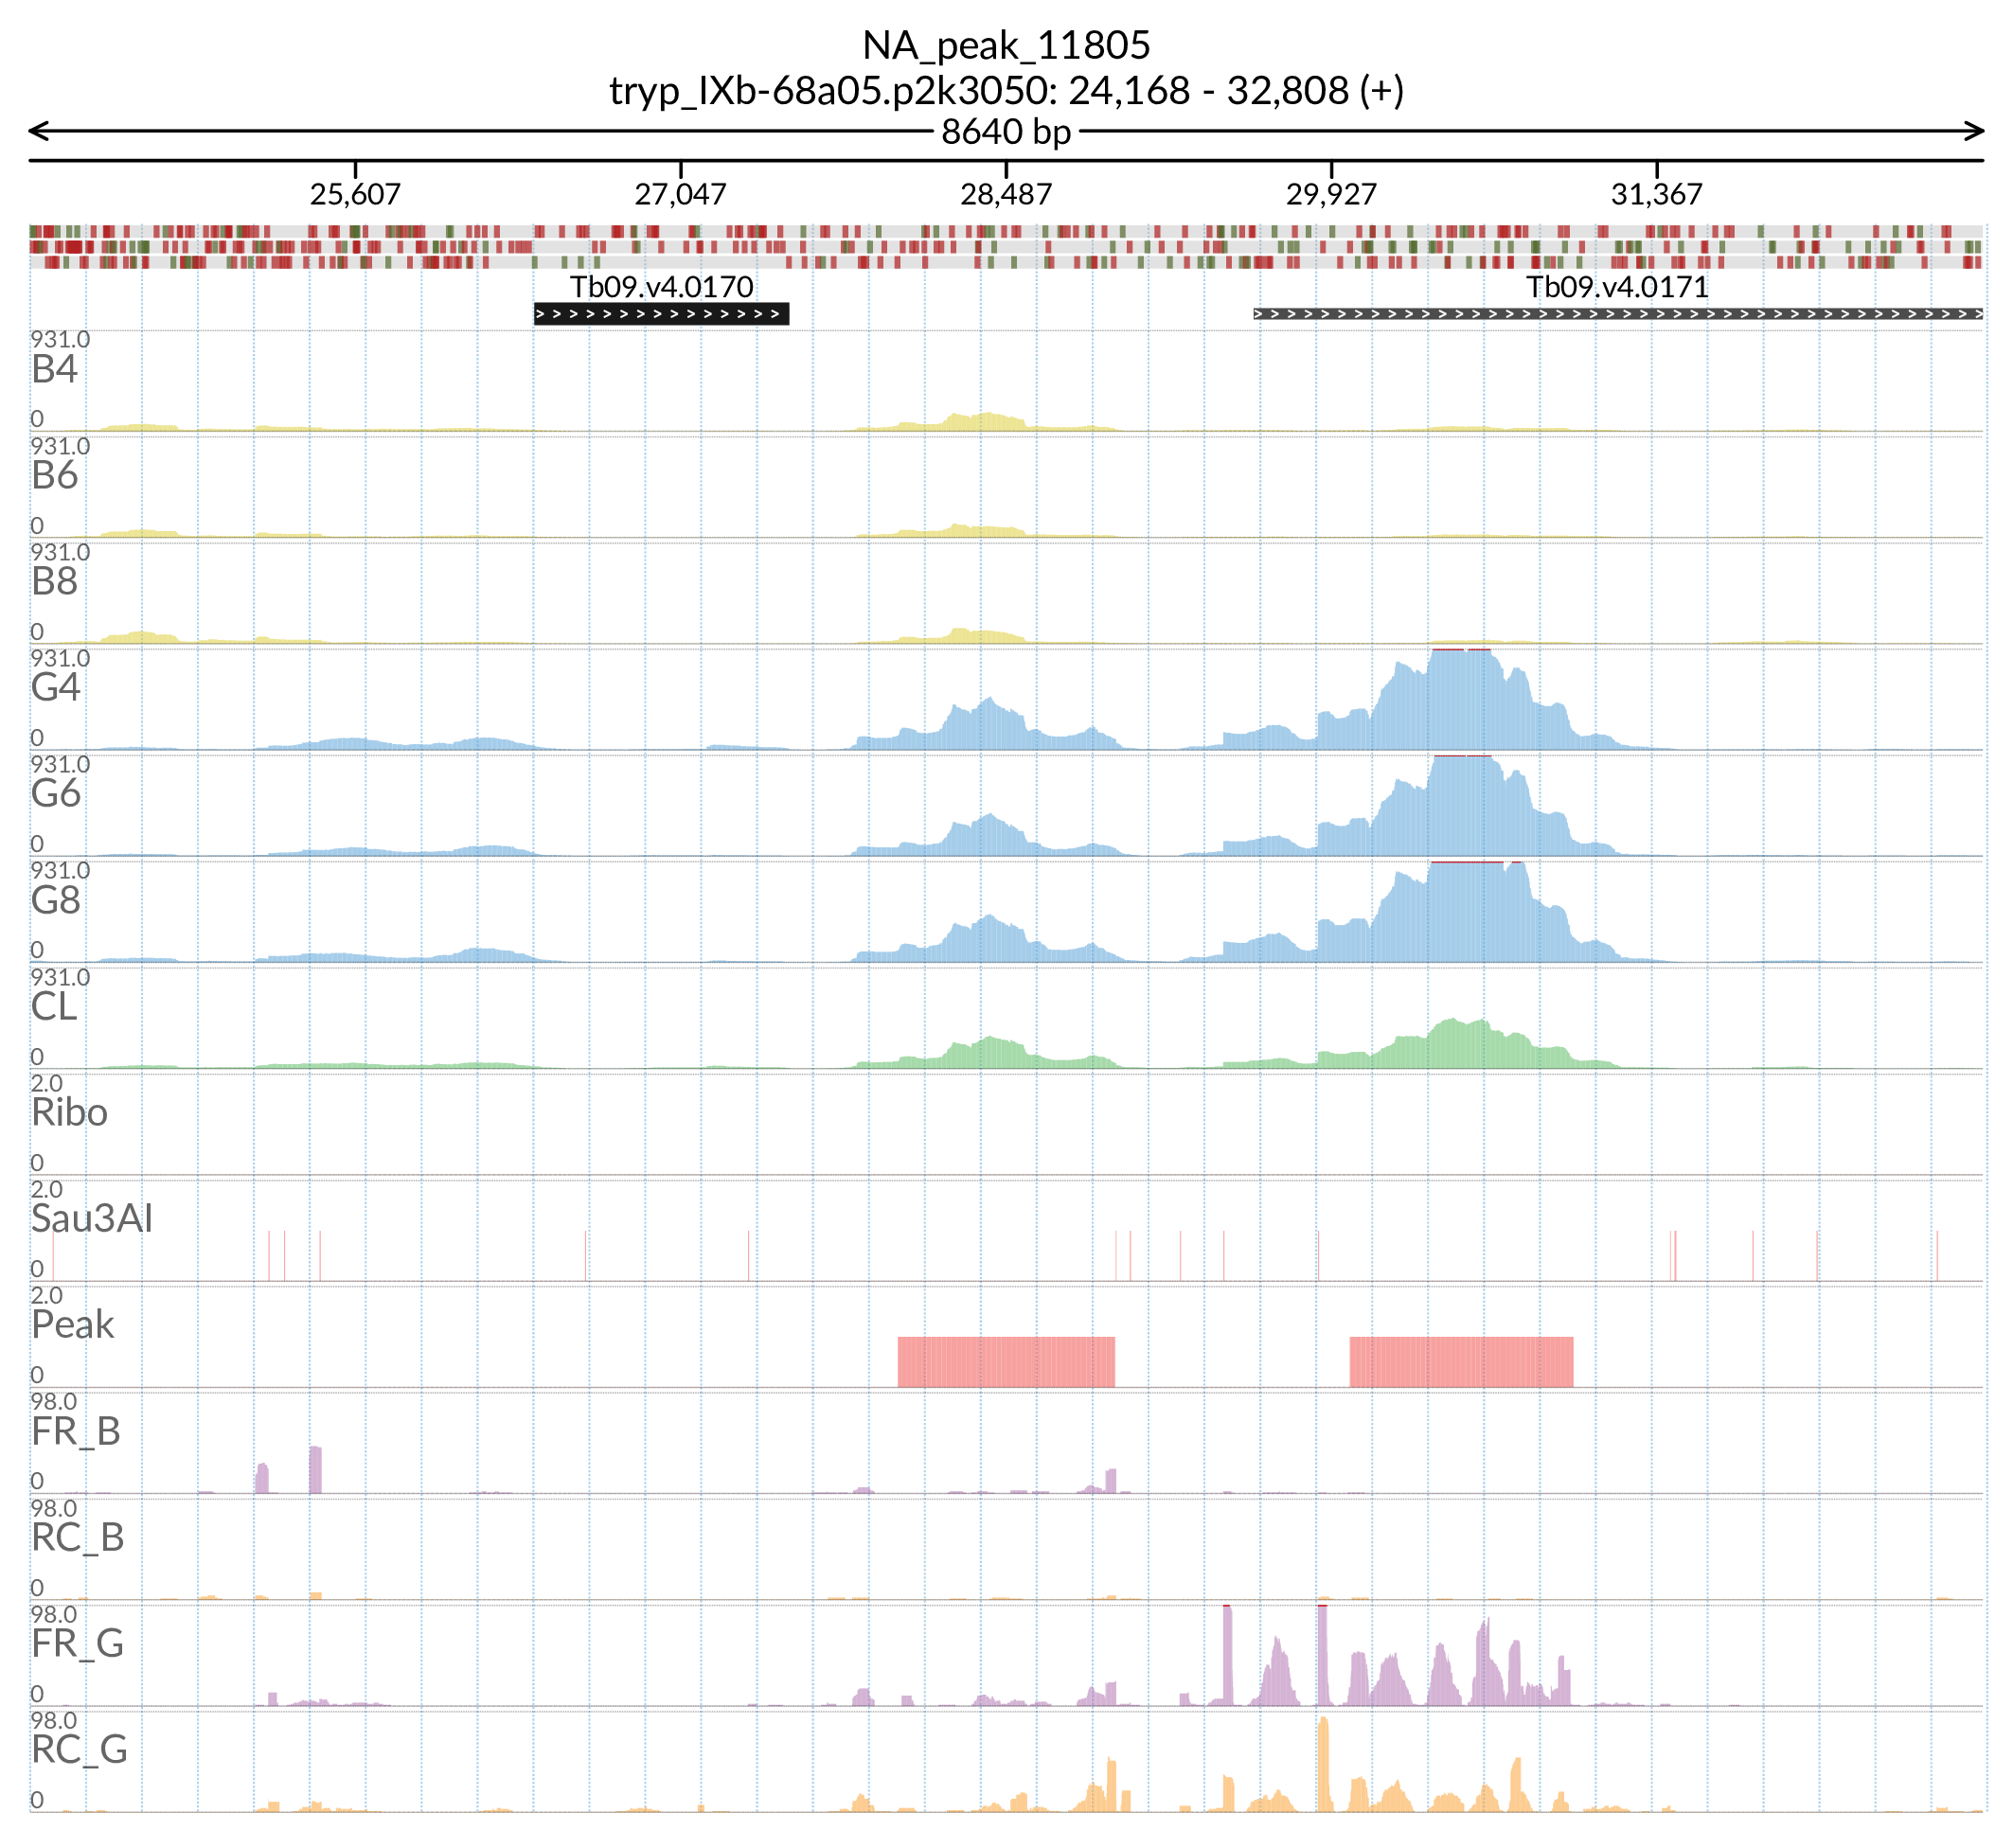 NA_peak_11805
tryp_IXb-68a05.p2k3050: 24,168 - 32,808 (+)
8640 bp
25,607 27,047 28,487 29,927 31,367
Tb09.v4.0170 Tb09.v4.0171
931.0
B4
0
931.0
B6
0
931.0
B8
0
931.0
G4
0
931.0
G6
0
931.0
G8
0
931.0
CL
0
2.0
Ribo
0
2.0
Sau3AI
0
2.0
Peak
0
98.0
FR_B
0
98.0
RC_B
0
98.0
FR_G
0
98.0
RC_G
0